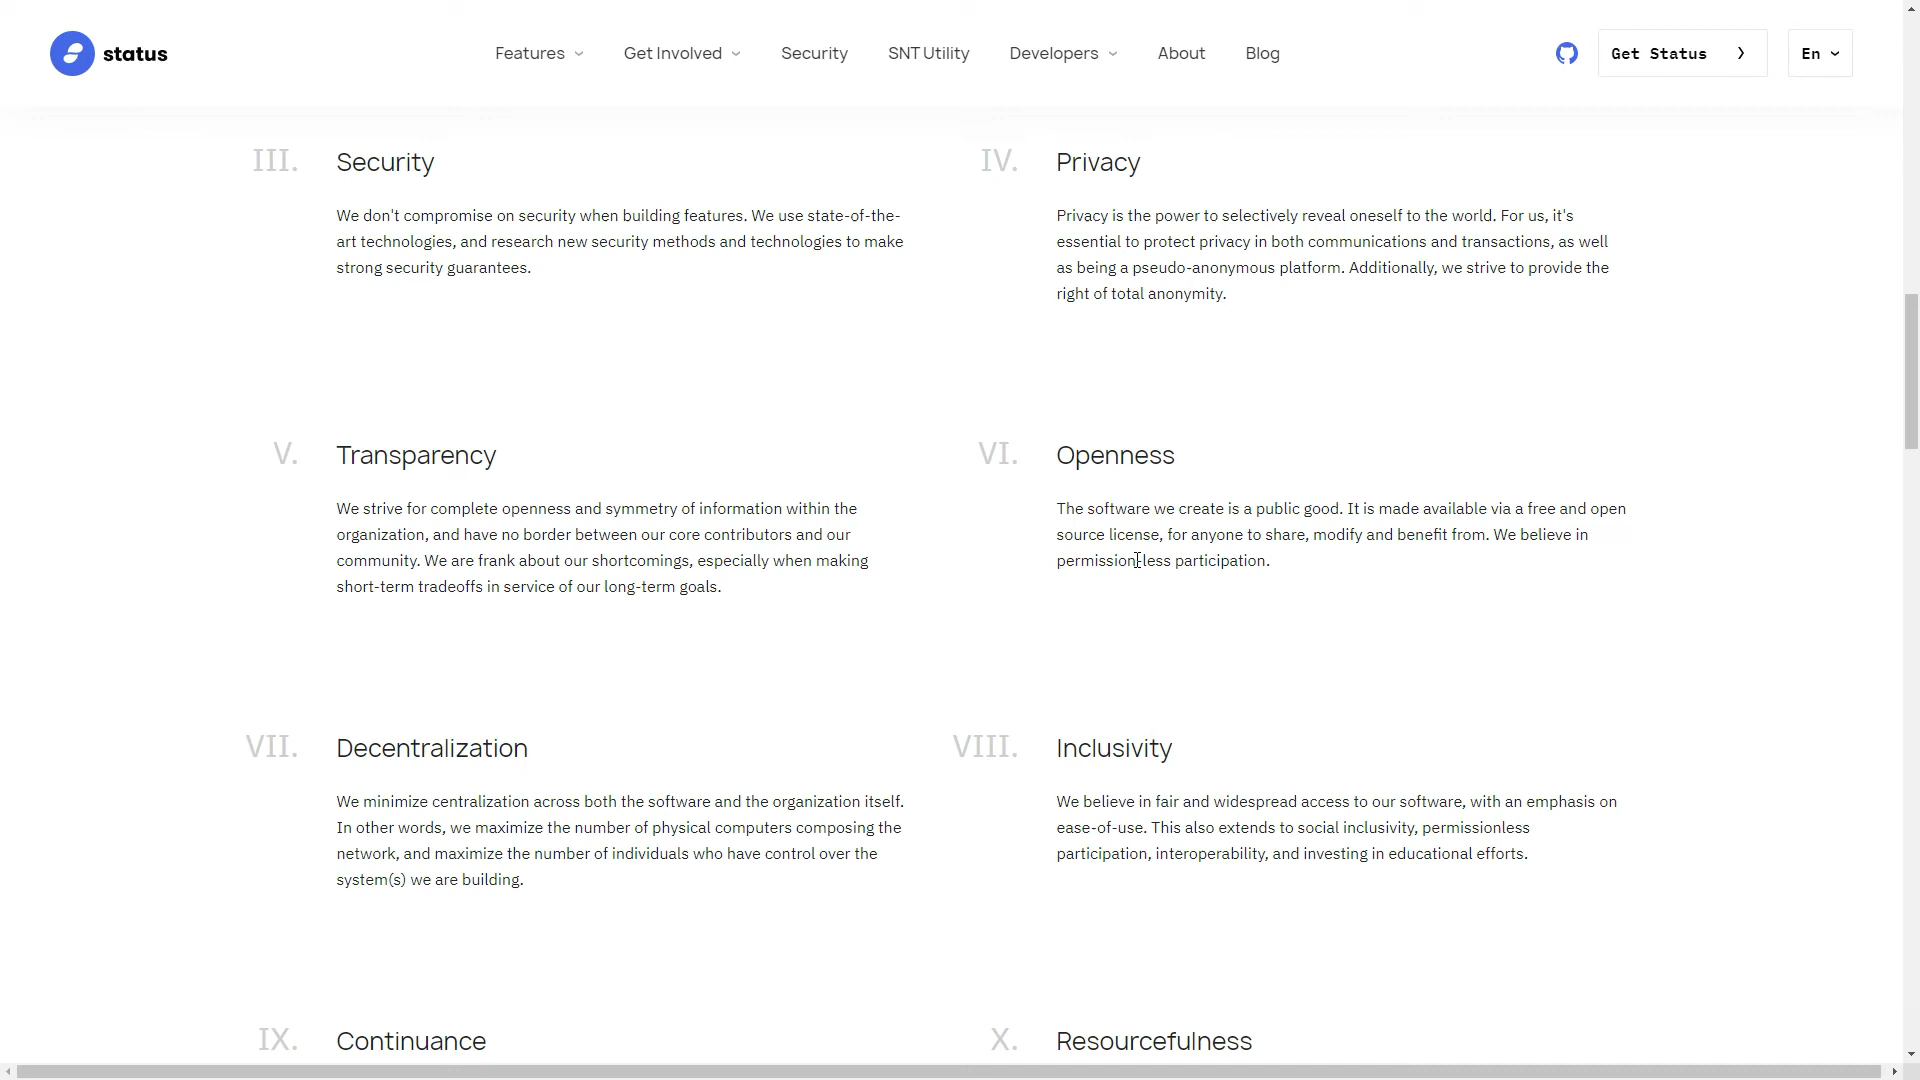 status
Features
Get Involved
Security
SNT Utility
Developers
About
Blog
Get Status
En
III.
Security
We don't compromise on security when building features. We use state-of-the-
art technologies, and research new security methods and technologies to make
strong security guarantees.
IV.
Privacy
Privacy is the power to selectively reveal oneself to the world. For us, it's
essential to protect privacy in both communications and transactions, as well
as being a pseudo-anonymous platform. Additionally, we strive to provide the
right of total anonymity.
V.
Transparency
We strive for complete openness and symmetry of information within the
organization, and have no border between our core contributors and our
community. We are frank about our shortcomings, especially when making
short-term tradeoffs in service of our long-term goals.
VI.
Openness
The software we create is a public good. It is made available via a free and open
source license, for anyone to share, modify and benefit from. We believe in
permissionless participation.
VII.
Decentralization
We minimize centralization across both the software and the organization itself.
In other words, we maximize the number of physical computers composing the
network, and maximize the number of individuals who have control over the
system(s) we are building.
VIII.
Inclusivity
We believe in fair and widespread access to our software, with an emphasis on
ease-of-use. This also extends to social inclusivity, permissionless
participation, interoperability, and investing in educational efforts.
IX.
Continuance
X.
Resourcefulness